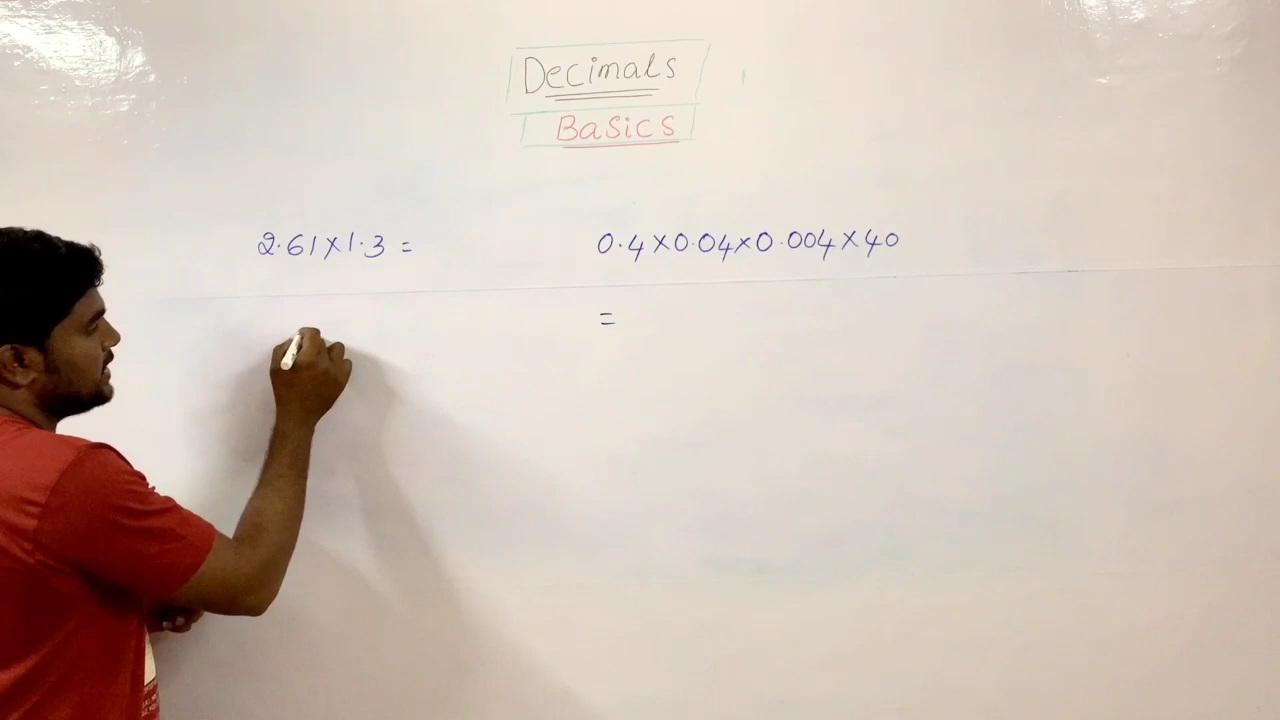 Decimals
Basics
2.61×1.3 =
0.4×0.04×0.004×40
=